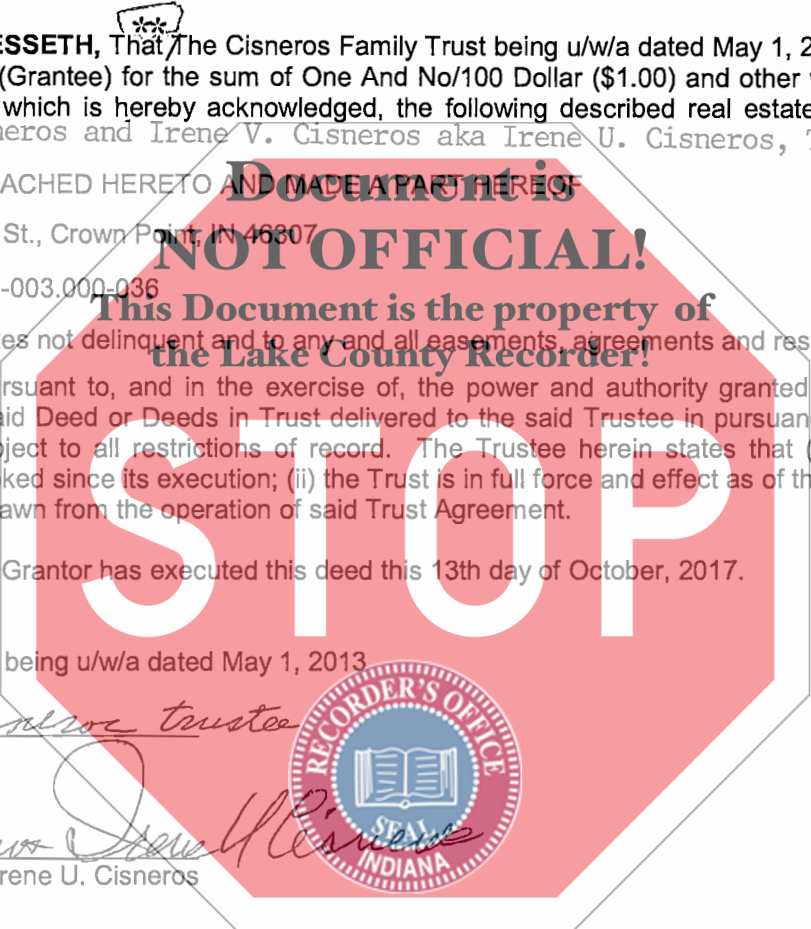 ***
ESSETH, That The Cisneros Family Trust being u/w/a dated May 1, 2
(Grantee) for the sum of One And No/100 Dollar ($1.00) and other
which is hereby acknowledged, the following described real estate
neros and Irene V. Cisneros aka Irene U. Cisneros,
Document is
ACHED HERETO AND MADE A PART HEREOF
St., Crown Point, IN 46307
NOT OFFICIAL!
-003.000-036
This Document is the property of
es not delinquent and to any and all easements, agreements and res
the Lake County Recorder!
rsuant to, and in the exercise of, the power and authority granted
aid Deed or Deeds in Trust delivered to the said Trustee in pursuan
bject to all restrictions of record. The Trustee herein states that (
ked since its execution; (ii) the Trust is in full force and effect as of th
awn from the operation of said Trust Agreement.
STOP
Grantor has executed this deed this 13th day of October, 2017.
being u/w/a dated May 1, 2013
trustee
RECORDER'S OFFICE
SEAL
INDIANA
Irene U Cisneros
rene U. Cisneros